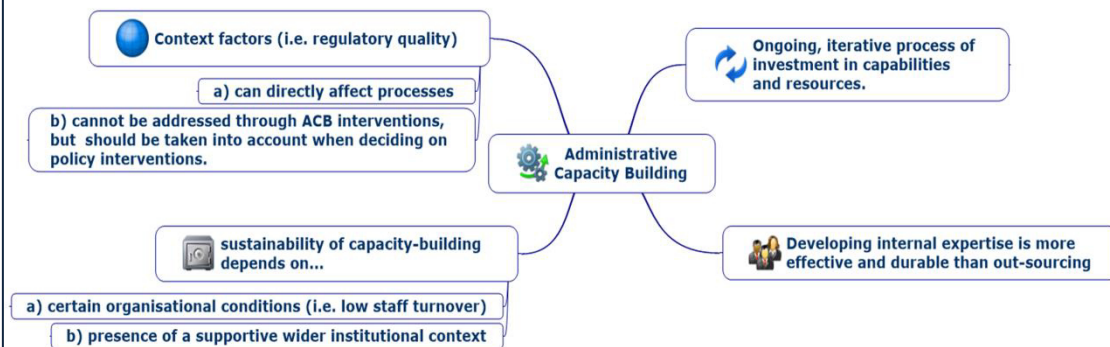 Context factors (i.e. regulatory quality)
a) can directly affect processes
b) cannot be addressed through ACB interventions,
but should be taken into account when deciding on
policy interventions.
Ongoing, iterative process of
investment in capabilities
and resources.
Administrative
Capacity Building
sustainability of capacity-building
depends on...
a) certain organisational conditions (i.e. low staff turnover)
b) presence of a supportive wider institutional context
Developing internal expertise is more
effective and durable than out-sourcing